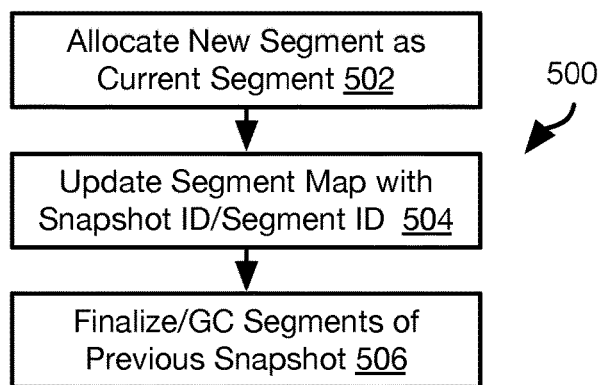 Allocate New Segment as
Current Segment 502
500
Update Segment Map with
Snapshot ID/Segment ID 504
Finalize/GC Segments of
Previous Snapshot 506